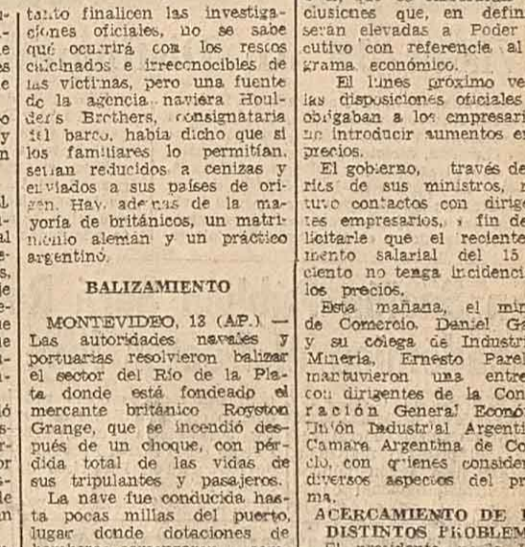 tanto finalicen las investiga-
ciones oficiales, no se sabe
qué ocurrirá con los restos
calcinados e irreconocibles de
las víctimas, pero una fuente
de la agencia naviera Houl-
der's Brothers, consignataria
del barco, había dicho que si
los familiares lo permitían,
serían reducidos a cenizas y
enviados a sus países de ori-
gen. Hay, además de la ma-
yoría de británicos, un matri-
monio alemán y un práctico
argentino.
BALIZAMIENTO
MONTEVIDEO, 13 (AP.) —
Las autoridades navales y
portuarias resolvieron balizar
el sector del Río de la Pla-
ta donde está fondeado el
mercante británico Royston
Grange, que se incendió des-
pués de un choque, con pér-
dida total de las vidas de
sus tripulantes y pasajeros.
La nave fue conducida has-
ta pocas millas del puerto,
lugar donde dotaciones de
clusiones que, en defin
serán elevadas a Poder
cutivo con referencia al
grama económico.
El lunes próximo ve
las disposiciones oficiales
obligaban a los empresari
no introducir aumentos e
precios.
El gobierno, través de
rios de sus ministros,
tuvo contactos con dirige
tes empresarios, fin de
licitarle que el reciente
mento salarial del 15
ciento no tenga incidenci
los precios.
Esta mañana, el min
de Comercio, Daniel G
y su colega de Industri
Minería, Ernesto Parel
mantuvieron una entre
con dirigentes de la Con
ración General Econó
Unión Industrial Argenti
Camara Argentina de Co
cio, con quienes consider
diversos aspectos del pr
ma.
ACERCAMIENTO DE
DISTINTOS PROBLEM